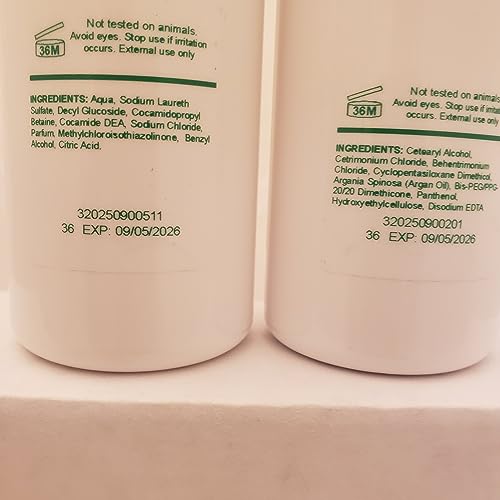 Not tested on animals.
Avoid eyes. Stop use if irritation
occurs. External use only
36M
INGREDIENTS: Aqua, Sodium Laureth
Sulfate, Decyl Glucoside, Cocamidopropyl
Betaine, Cocamide DEA, Sodium Chloride,
Parfum, Methylchloroisothiazolinone, Benzyl
Alcohol, Citric Acid.
320250900511
36 EXP: 09/05/2026
Not tested on animals
Avoid eyes. Stop use if irrita
occurs. External use only
36M
INGREDIENTS: Cetearyl Alcohol,
Cetrimonium Chloride, Behentrimonium
Chloride, Cyclopentasiloxane Dimethicol,
Argania Spinosa (Argan Oil), Bis-PEG/PPG-
20/20 Dimethicone, Panthenol,
Hydroxyethylcellulose, Disodium EDTA
320250900201
36 EXP: 09/05/2026